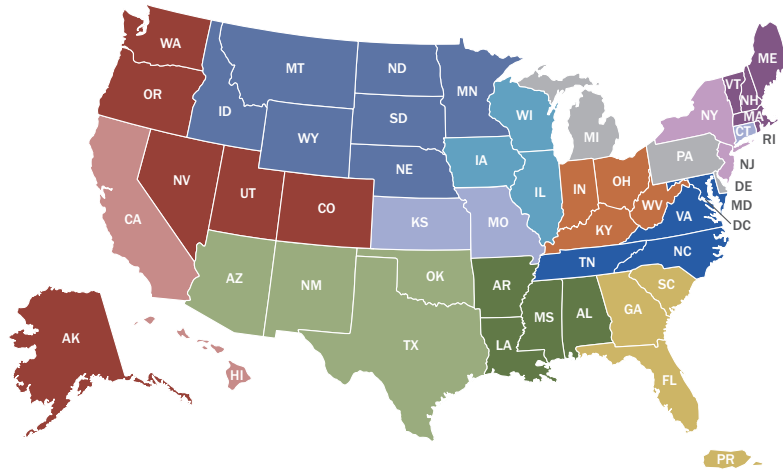 WA
OR
CA
NV
ID
MT
WY
UT
CO
AZ
NM
ND
SD
NE
KS
OK
TX
MN
IA
MO
AR
LA
WI
IL
MI
IN
OH
KY
WV
TN
MS
AL
GA
FL
SC
NC
VA
PA
NY
VT
NH
ME
MA
CT
RI
NJ
DE
MD
DC
AK
HI
PR